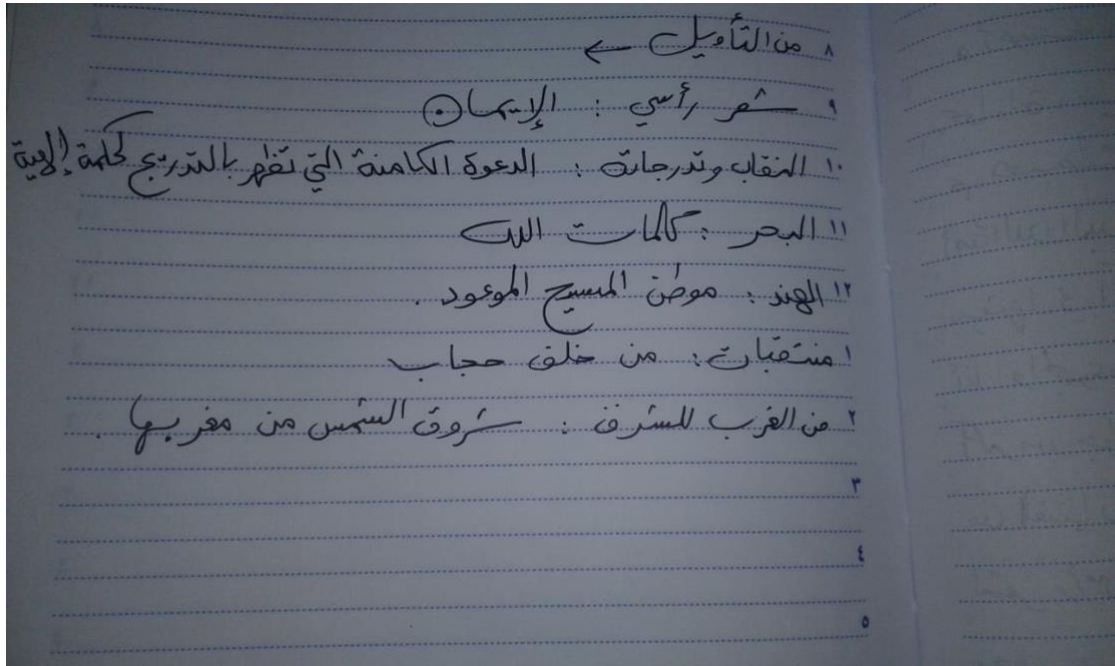 ٨ من التأويل ←
٩ شعر رأسي : الإيمان
١٠ النقاب وتدرجاته : الدعوة الكامنة التي تظهر بالتدريج كلمة إلهية
١١ البحر : كلمات الله
١٢ الهند : موطن المسيح الموعود .
١ منتقبات : من خلف حجاب
٢ من الغرب للشرق : شروق الشمس من مغربها .
٣
٤
٥